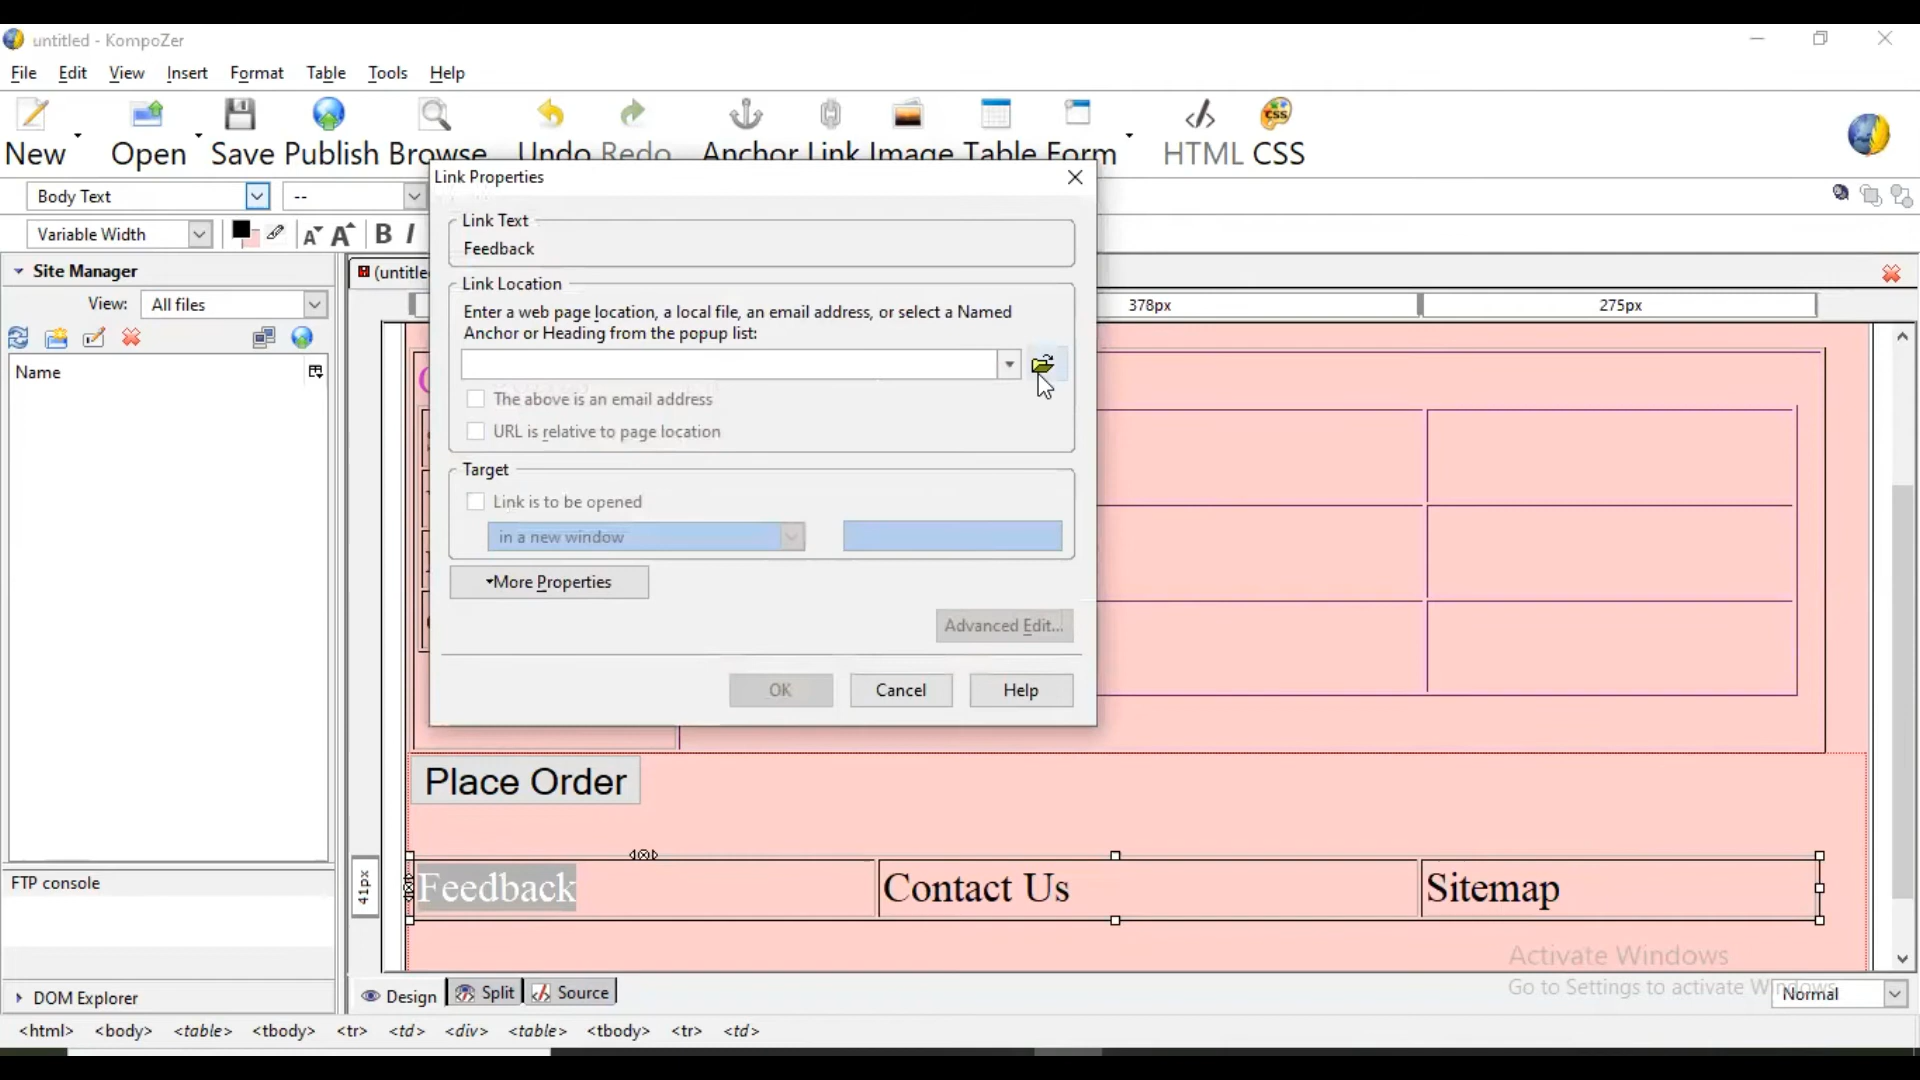 untitled - KompoZer
File Edit View Insert Format Table Tools Help
New Open Save Publish Browse Undo Redo Anchor Link Image Table Form HTML CSS
Body Text --
Variable Width B I
Link Properties
Link Text
Feedback
Link Location
Enter a web page location, a local file, an email address, or select a Named
Anchor or Heading from the popup list:
The above is an email address
URL is relative to page location
Target
Link is to be opened
in a new window
More Properties
Advanced Edit...
OK Cancel Help
Site Manager
View: All files
Name
FTP console
DOM Explorer
378px 275px
41px
Place Order
Feedback Contact Us Sitemap
Activate Windows
Go to Settings to activate Windows
Design Split Source
Normal
<html> <body> <table> <tbody> <tr> <td> <div> <table> <tbody> <tr> <td>